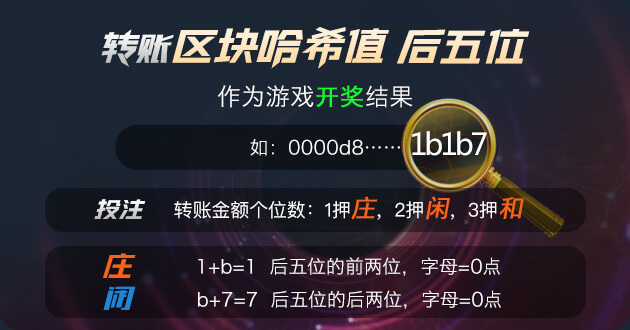 转账区块哈希值 后五位
作为游戏开奖结果
如：0000d8……1b1b7
投注 转账金额个位数：1押庄，2押闲，3押和
庄 1+b=1 后五位的前两位，字母=0点
闲 b+7=7 后五位的后两位，字母=0点